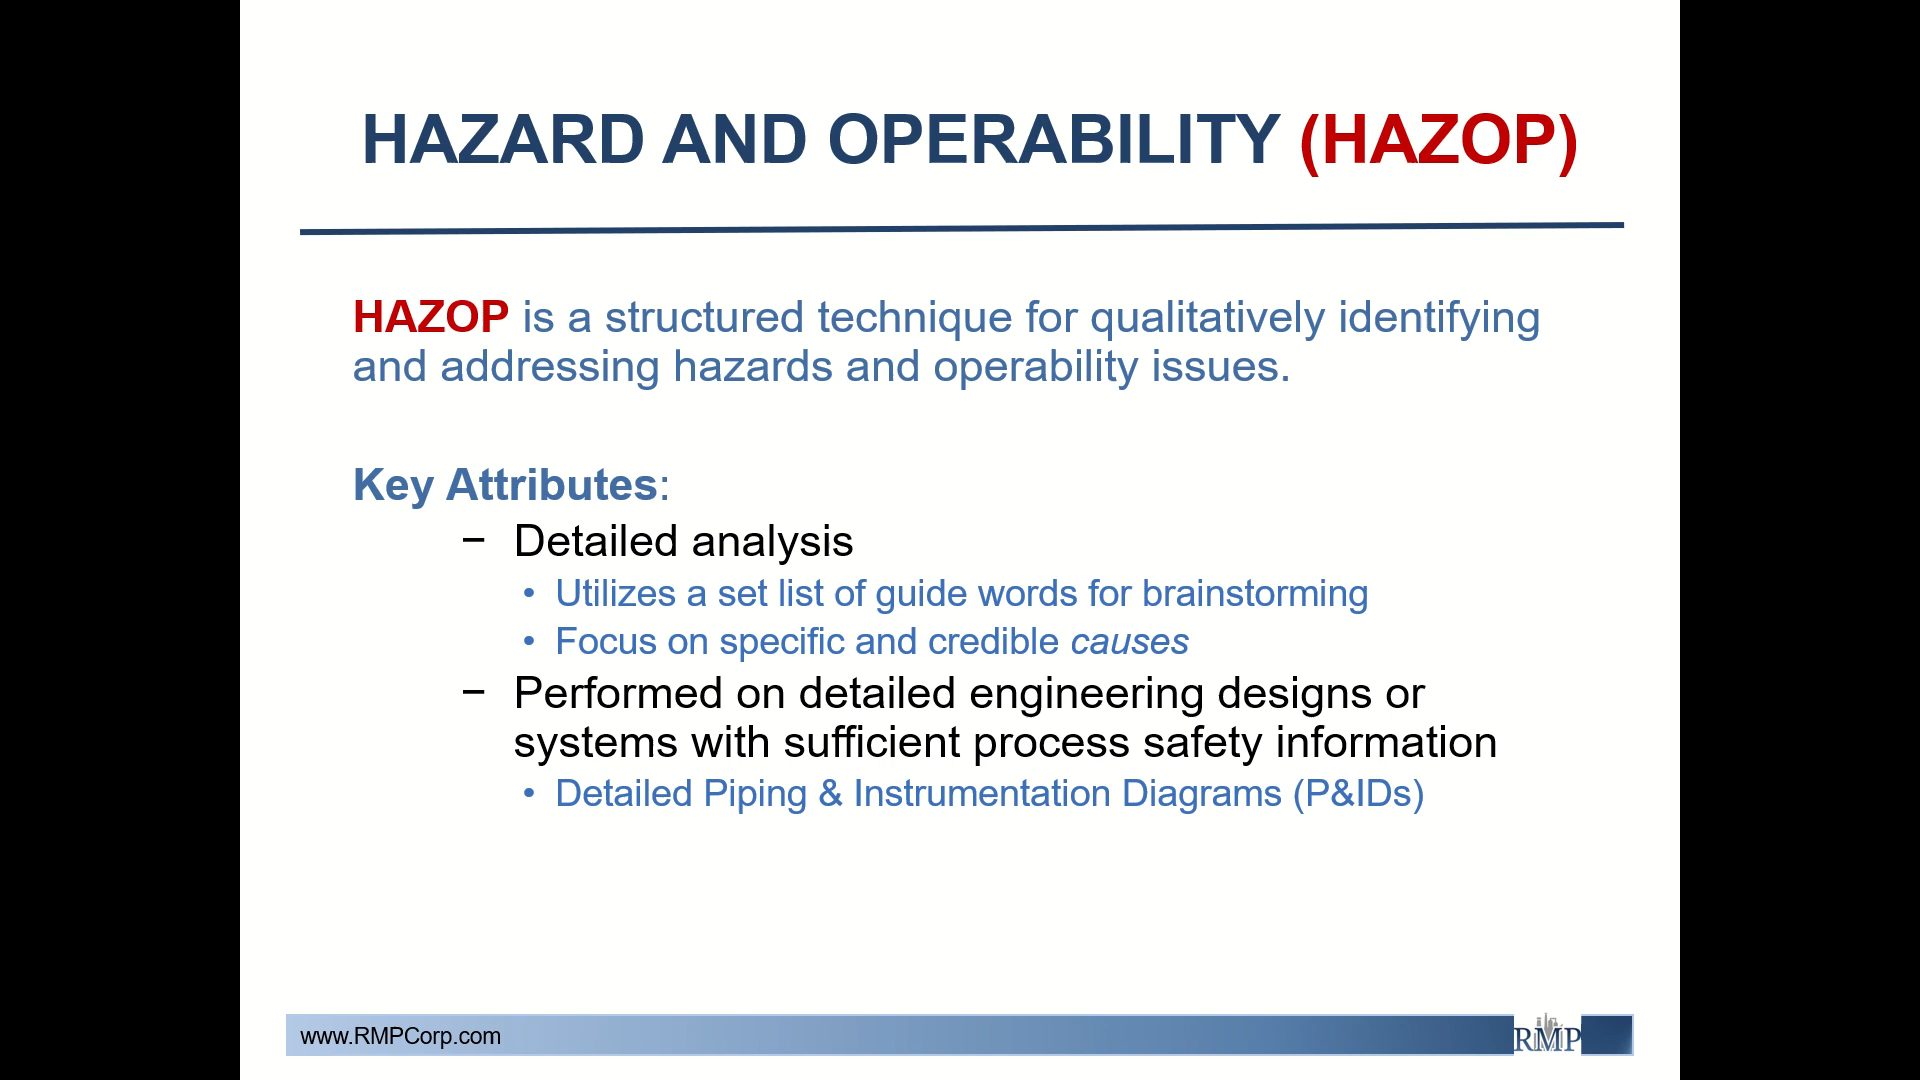 HAZARD AND OPERABILITY (HAZOP)
HAZOP is a structured technique for qualitatively identifying
and addressing hazards and operability issues.
Key Attributes:
− Detailed analysis
• Utilizes a set list of guide words for brainstorming
• Focus on specific and credible causes
− Performed on detailed engineering designs or
systems with sufficient process safety information
• Detailed Piping & Instrumentation Diagrams (P&IDs)
www.RMPCorp.com
RMP